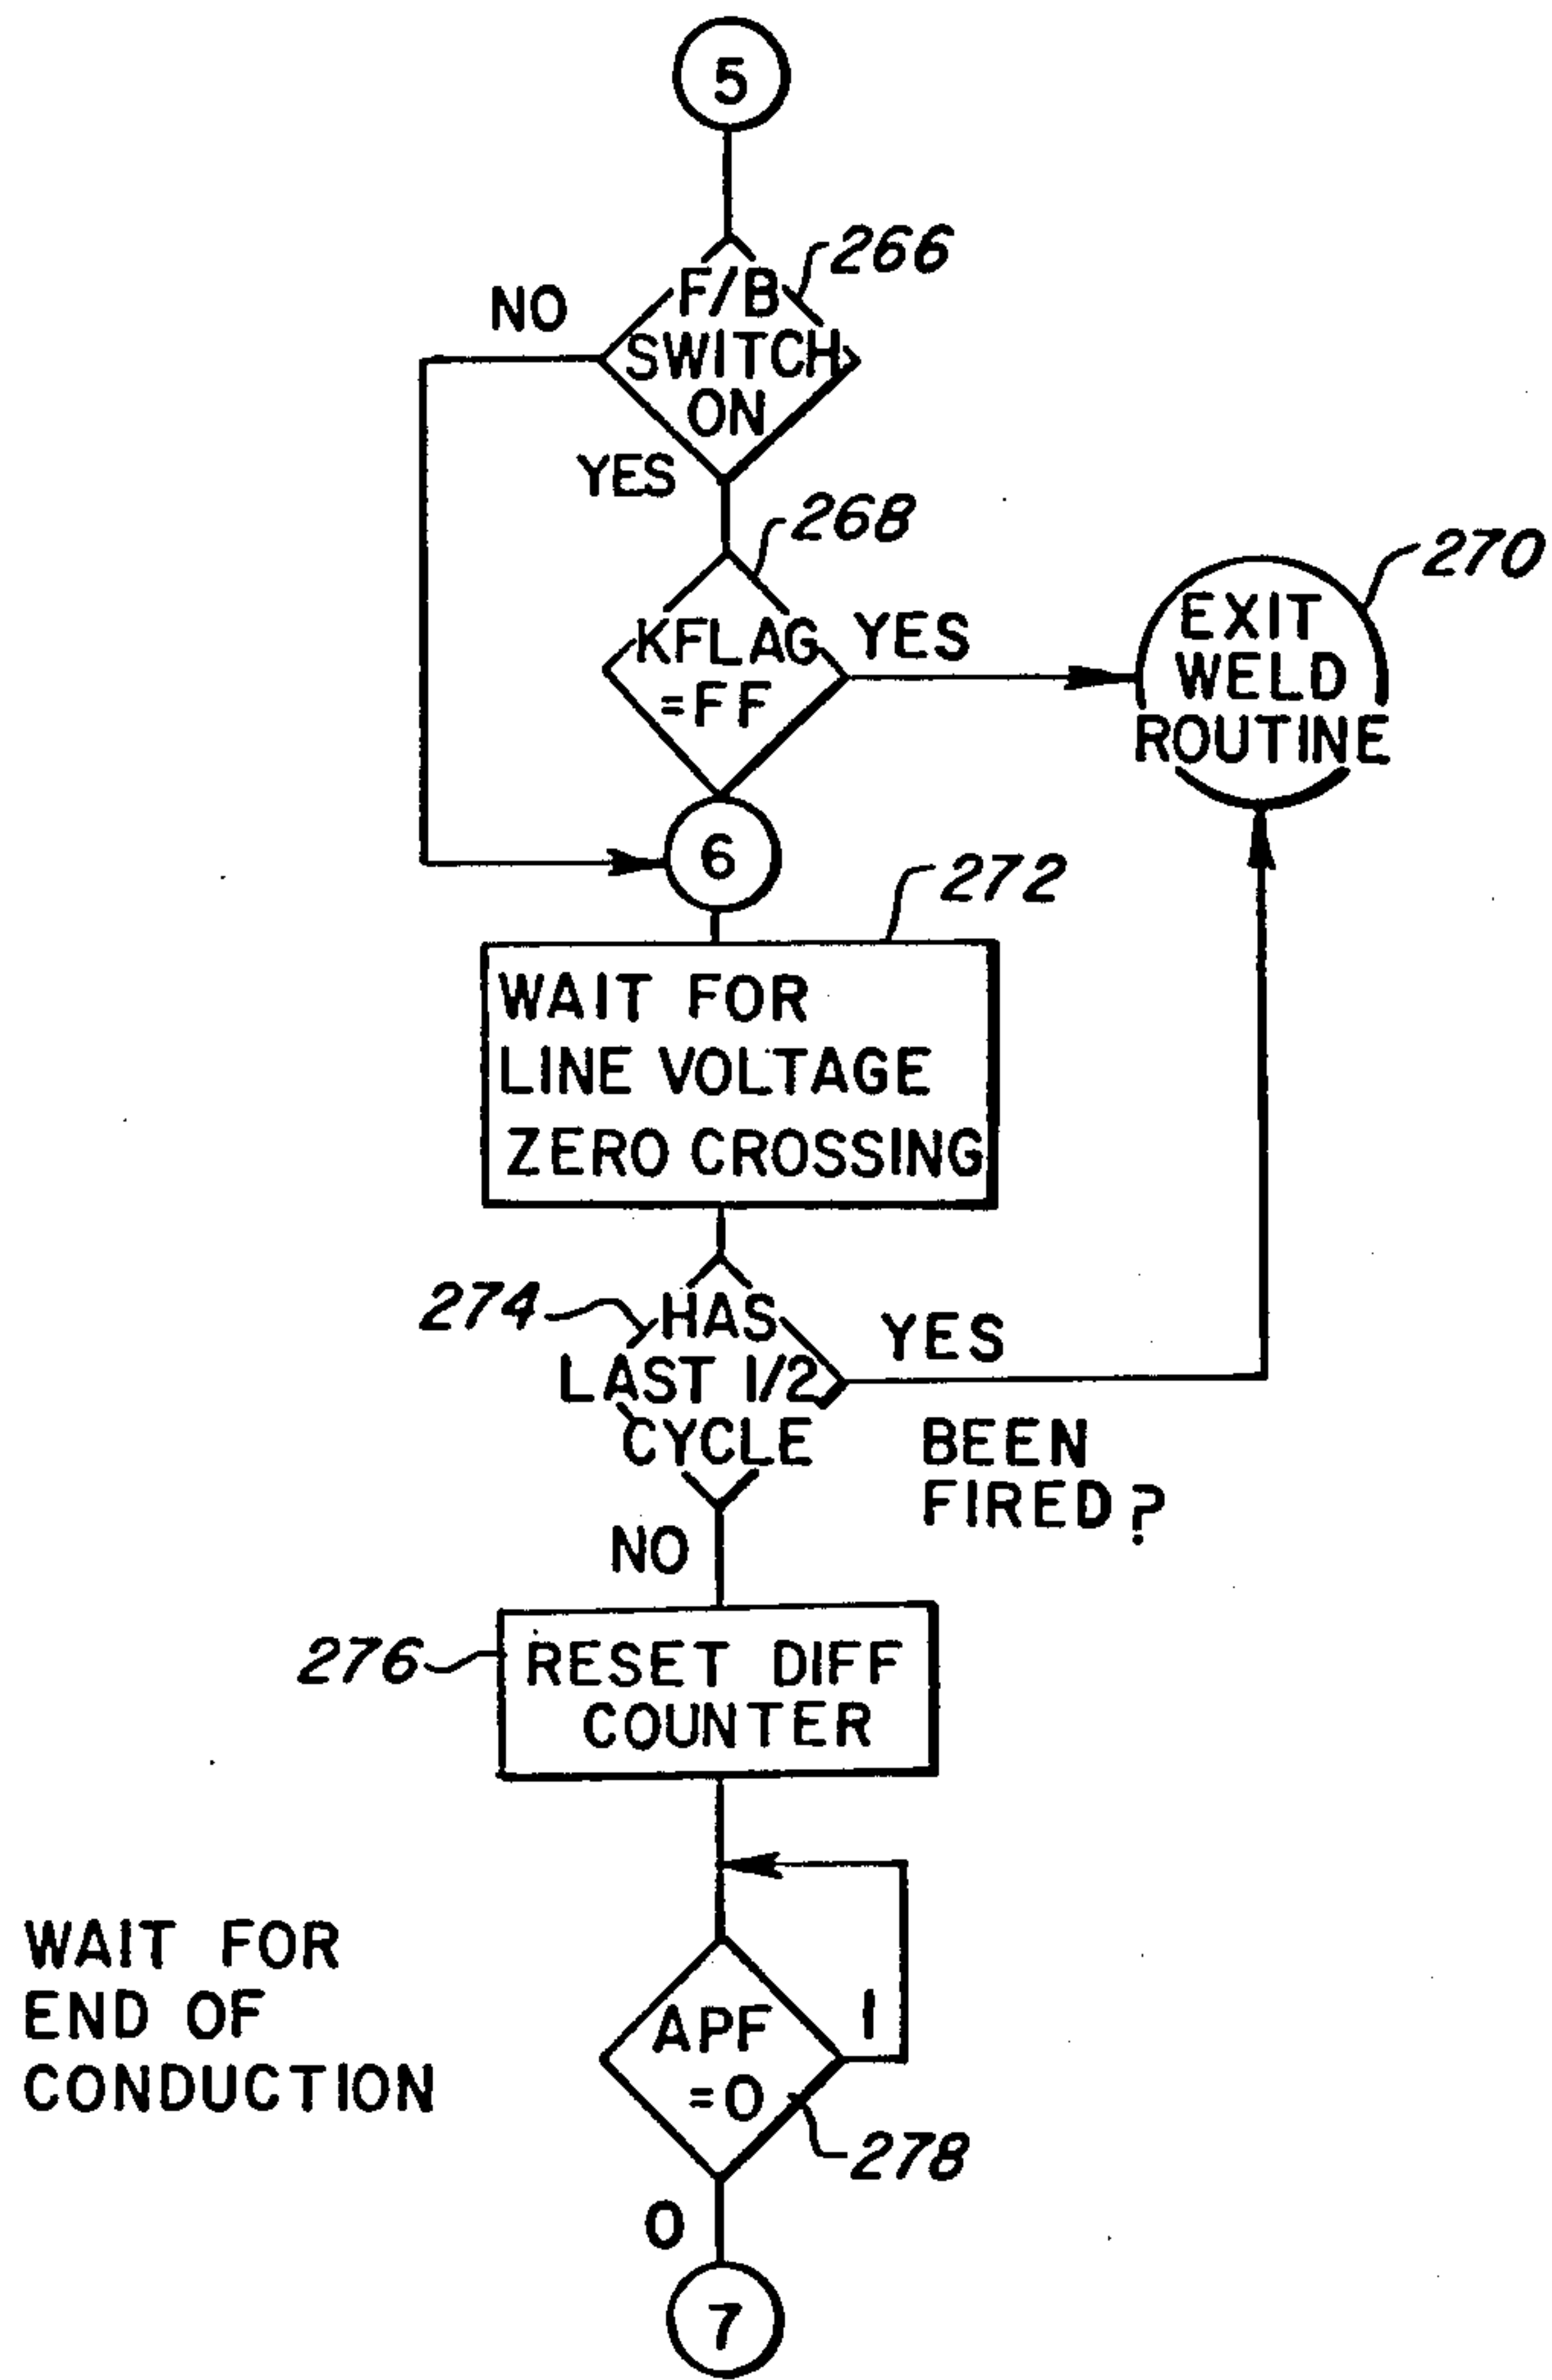 5
266
F/B
NO
SWITCH
ON
YES
268
270
EXIT
KFLAG YES
WELD
=FF
ROUTINE
6
272
WAIT FOR
LINE VOLTAGE
ZERO CROSSING
274
HAS
YES
LAST 1/2
CYCLE
BEEN
FIRED?
NO
276
RESET DIFF
COUNTER
WAIT FOR
END OF
CONDUCTION
APF
1
=0
278
0
7